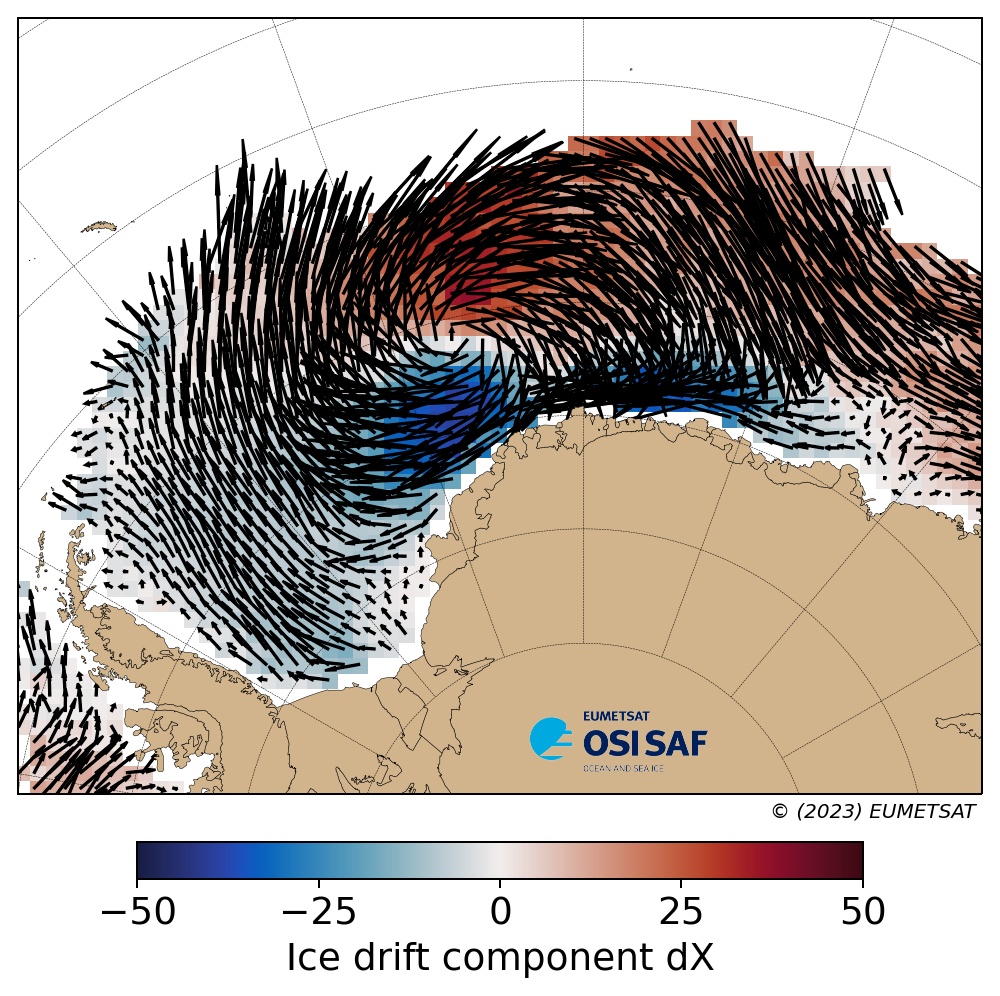 EUMETSAT
OSI SAF
OCEAN AND SEA ICE
© (2023) EUMETSAT
−50 −25 0 25 50
Ice drift component dX